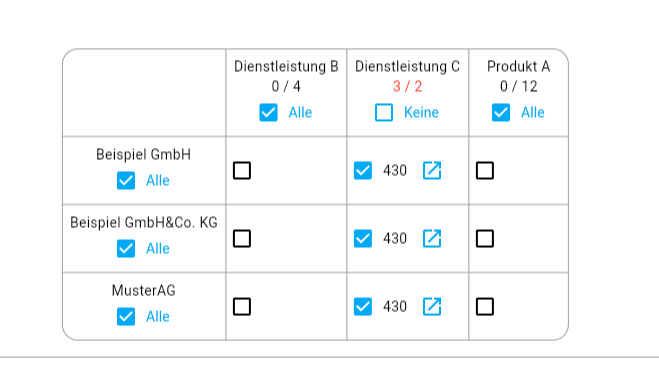 Dienstleistung B
0 / 4
Alle
Dienstleistung C
3 / 2
Keine
Produkt A
0 / 12
Alle
Beispiel GmbH
Alle
430
Beispiel GmbH&Co. KG
Alle
430
MusterAG
Alle
430